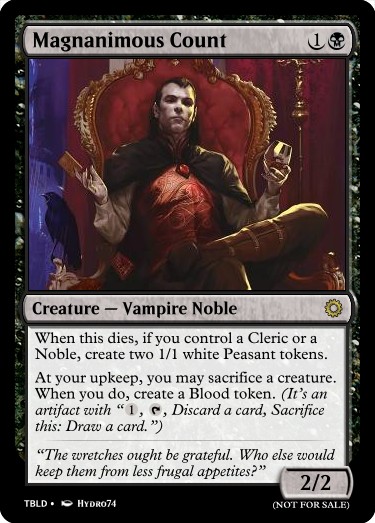 Magnanimous Count 1
Creature — Vampire Noble
When this dies, if you control a Cleric or a
Noble, create two 1/1 white Peasant tokens.
At your upkeep, you may sacrifice a creature.
When you do, create a Blood token. (It's an
artifact with “1, , Discard a card, Sacrifice
this: Draw a card.”)
“The wretches ought be grateful. Who else would
keep them from less frugal appetites?”
2/2
TBLD • Hydro74
(NOT FOR SALE)